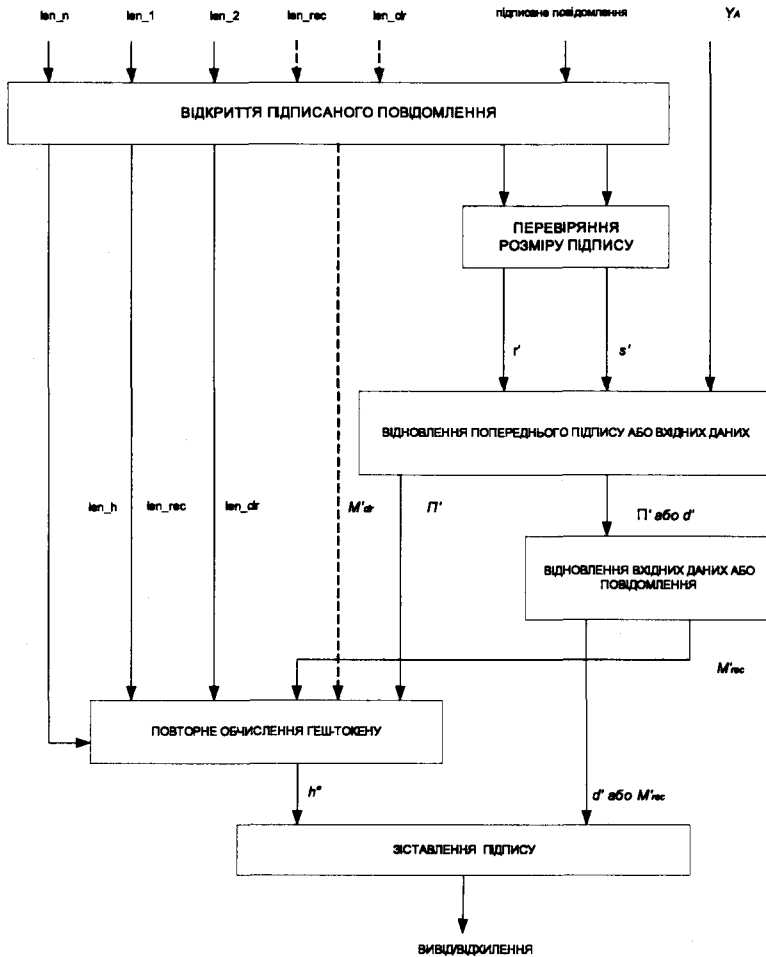 len_n len_1 len_2 len_rec len_clr підписане повідомлення Y_A
ВІДКРИТТЯ ПІДПИСАНОГО ПОВІДОМЛЕННЯ
ПЕРЕВІРЯННЯ
РОЗМІРУ ПІДПИСУ
r' s'
ВІДНОВЛЕННЯ ПОПЕРЕДНЬОГО ПІДПИСУ АБО ВХІДНИХ ДАНИХ
len_h len_rec len_clr M'clr П'
П' або d'
ВІДНОВЛЕННЯ ВХІДНИХ ДАНИХ АБО
ПОВІДОМЛЕННЯ
M'rec
ПОВТОРНЕ ОБЧИСЛЕННЯ ГЕШ-ТОКЕНУ
h"
d' або M'rec
ЗІСТАВЛЕННЯ ПІДПИСУ
ВИВІД/ВІДХИЛЕННЯ